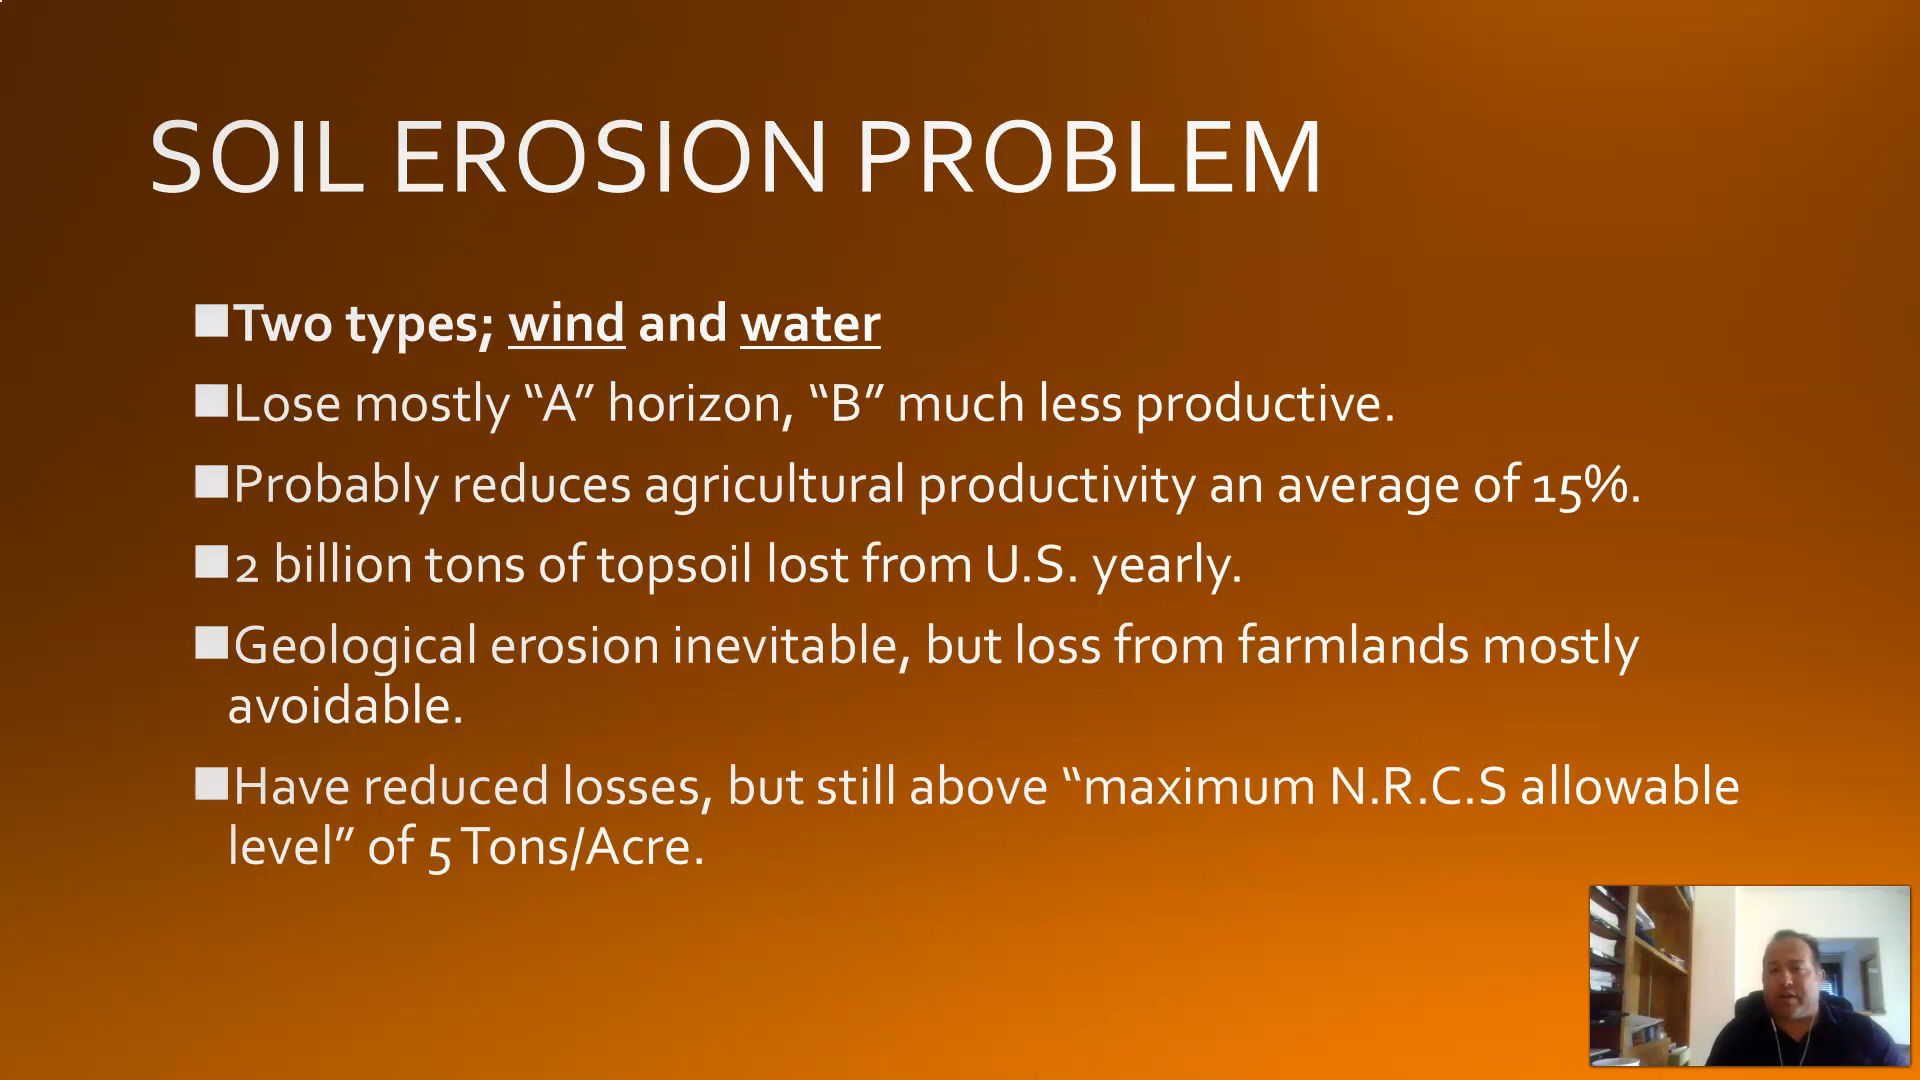 SOIL EROSION PROBLEM
Two types; wind and water
Lose mostly “A” horizon, “B” much less productive.
Probably reduces agricultural productivity an average of 15%.
2 billion tons of topsoil lost from U.S. yearly.
Geological erosion inevitable, but loss from farmlands mostly
avoidable.
Have reduced losses, but still above “maximum N.R.C.S allowable
level” of 5 Tons/Acre.